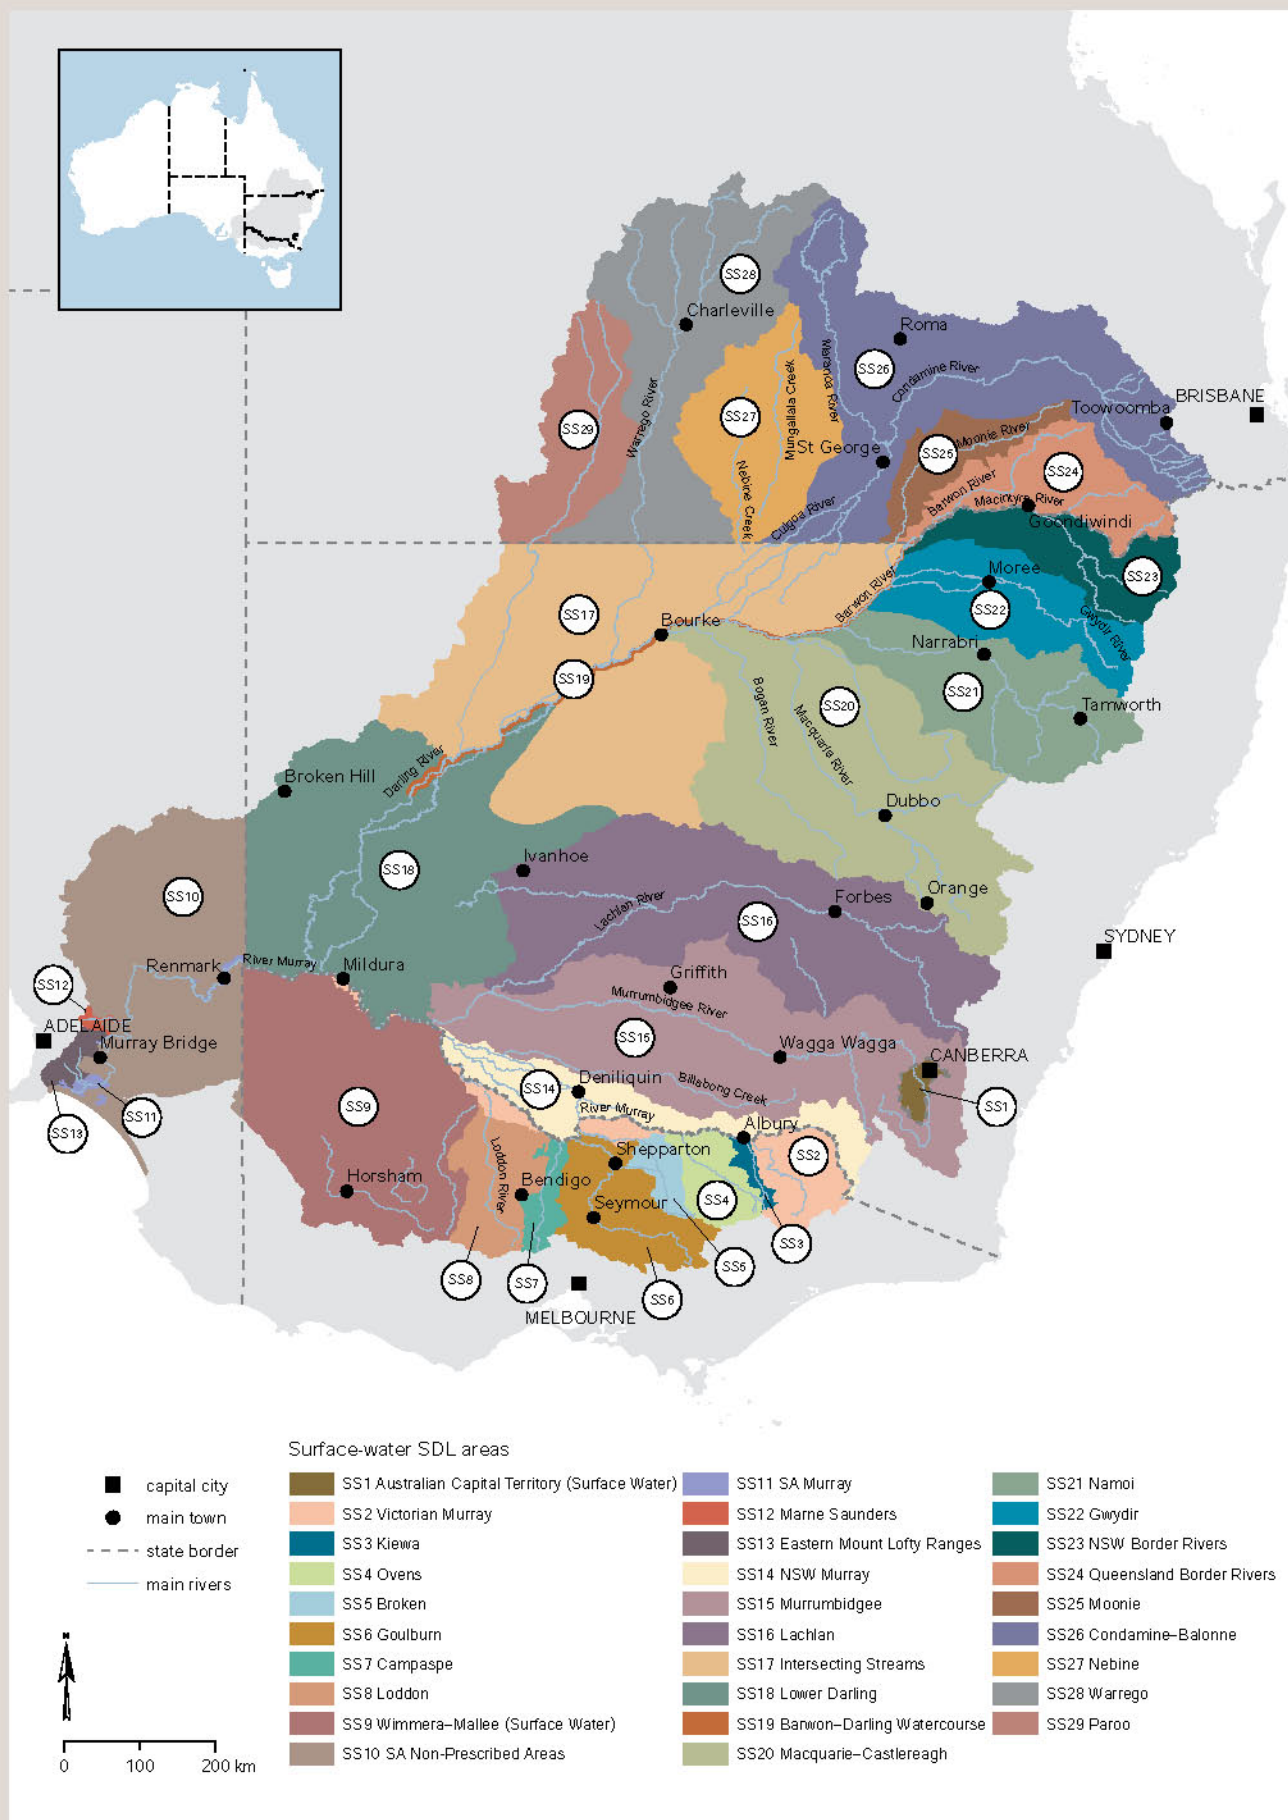 SS28
Charleville
Roma
SS26
Condamine River
Maranoa River
Mungallala Creek
BRISBANE
Toowoomba
SS27
SS29
Warrego River
St George
SS25
Moonie River
SS24
Nebine Creek
Culgoa River
Barwon River
Macintyre River
Goondiwindi
SS23
Moree
SS22
Barwon River
Gwydir River
SS17
Bourke
Narrabri
SS19
SS21
SS20
Bogan River
Macquarie River
Tamworth
Darling River
Broken Hill
Dubbo
Ivanhoe
SS18
SS10
Lachlan River
Forbes
Orange
SS16
SYDNEY
Renmark
River Murray
Mildura
Griffith
Murrumbidgee River
SS12
ADELAIDE
Murray Bridge
SS15
Wagga Wagga
CANBERRA
SS14
Deniliquin
Billabong Creek
SS1
SS9
SS11
SS13
River Murray
Albury
SS2
Shepparton
Loddon River
Horsham
Bendigo
Seymour
SS4
SS3
SS5
SS8
SS7
SS6
MELBOURNE
Surface-water SDL areas
capital city
main town
state border
main rivers
N
0 100 200 km
SS1 Australian Capital Territory (Surface Water)
SS2 Victorian Murray
SS3 Kiewa
SS4 Ovens
SS5 Broken
SS6 Goulburn
SS7 Campaspe
SS8 Loddon
SS9 Wimmera–Mallee (Surface Water)
SS10 SA Non-Prescribed Areas
SS11 SA Murray
SS12 Marne Saunders
SS13 Eastern Mount Lofty Ranges
SS14 NSW Murray
SS15 Murrumbidgee
SS16 Lachlan
SS17 Intersecting Streams
SS18 Lower Darling
SS19 Barwon–Darling Watercourse
SS20 Macquarie–Castlereagh
SS21 Namoi
SS22 Gwydir
SS23 NSW Border Rivers
SS24 Queensland Border Rivers
SS25 Moonie
SS26 Condamine–Balonne
SS27 Nebine
SS28 Warrego
SS29 Paroo